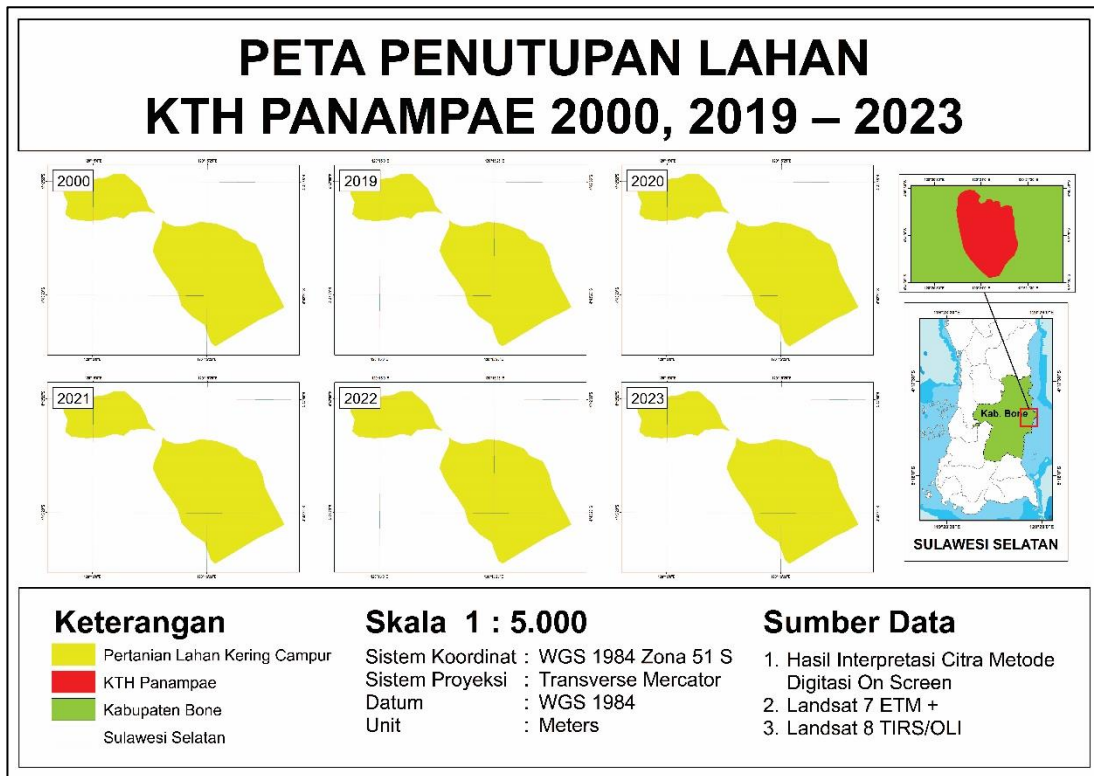 PETA PENUTUPAN LAHAN
KTH PANAMPAE 2000, 2019 – 2023
2000
2019
2020
2021
2022
2023
Kab. Bone
SULAWESI SELATAN
Keterangan
Pertanian Lahan Kering Campur
KTH Panampae
Kabupaten Bone
Sulawesi Selatan
Skala 1 : 5.000
Sistem Koordinat : WGS 1984 Zona 51 S
Sistem Proyeksi : Transverse Mercator
Datum : WGS 1984
Unit : Meters
Sumber Data
1. Hasil Interpretasi Citra Metode
Digitasi On Screen
2. Landsat 7 ETM +
3. Landsat 8 TIRS/OLI